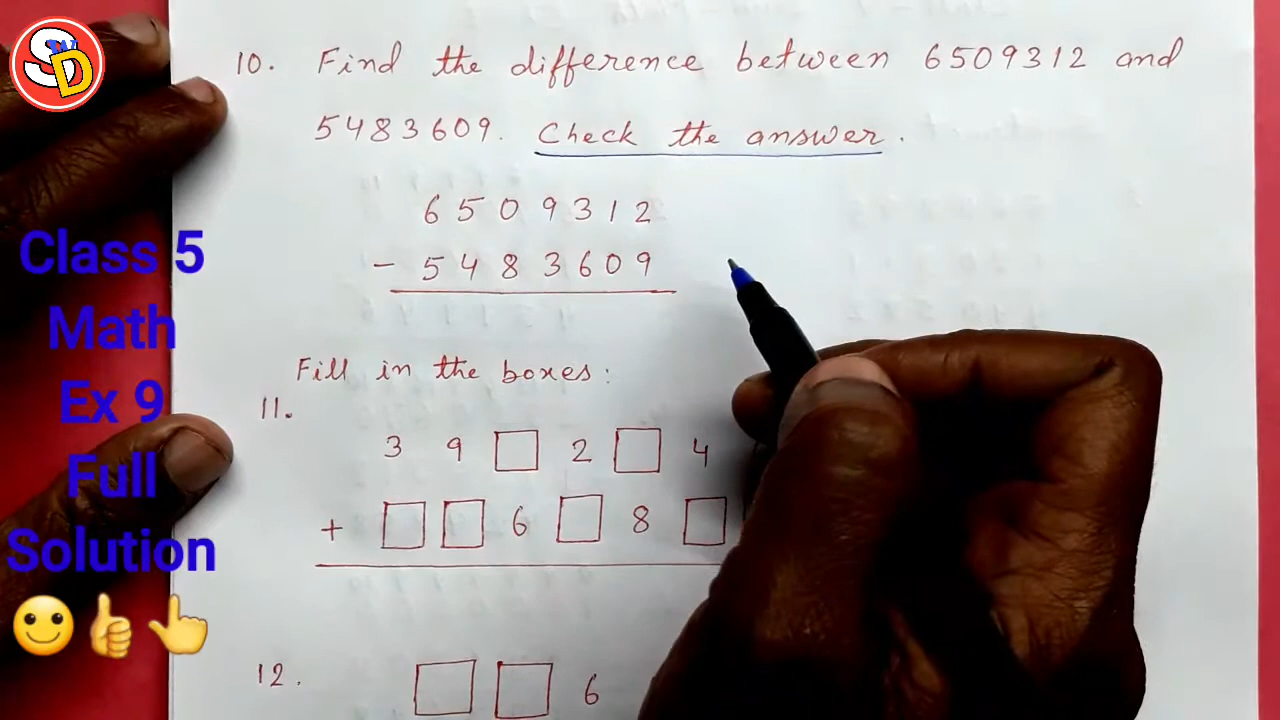 SWD
10. Find the difference between 6509312 and
5483609. Check the answer.
6509312
- 5483609
Class 5
Math
Ex 9
Full
Solution
Fill in the boxes:
11.
3 9 □ 2 □ 4
+ □ □ 6 □ 8 □
12.
□ □ 6